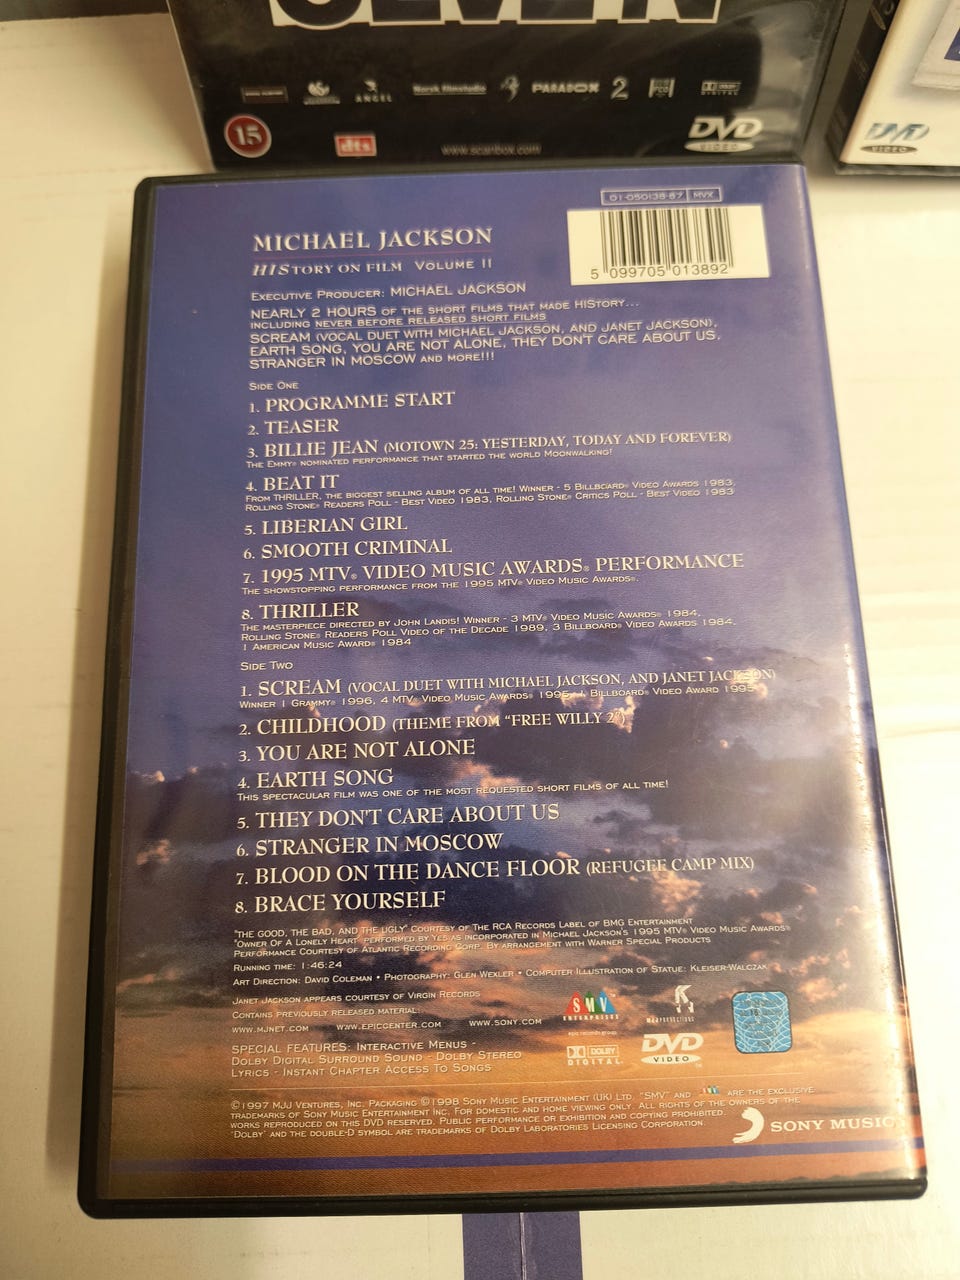 SE7EN
ANGEL
Norsk filmstudio
PARADOX
2
DOLBY
DIGITAL
15
dts
www.scanbox.com
DVD
VIDEO
DVD
VIDEO
01-050138-87 MVX
5 099705 013892
MICHAEL JACKSON
HISTORY ON FILM VOLUME II
EXECUTIVE PRODUCER: MICHAEL JACKSON
NEARLY 2 HOURS OF THE SHORT FILMS THAT MADE HISTORY...
INCLUDING NEVER BEFORE RELEASED SHORT FILMS
SCREAM (VOCAL DUET WITH MICHAEL JACKSON, AND JANET JACKSON),
EARTH SONG, YOU ARE NOT ALONE, THEY DON'T CARE ABOUT US,
STRANGER IN MOSCOW AND MORE!!!
SIDE ONE
1. PROGRAMME START
2. TEASER
3. BILLIE JEAN (MOTOWN 25: YESTERDAY, TODAY AND FOREVER)
THE EMMY® NOMINATED PERFORMANCE THAT STARTED THE WORLD MOONWALKING!
4. BEAT IT
FROM THRILLER, THE BIGGEST SELLING ALBUM OF ALL TIME! WINNER - 5 BILLBOARD® VIDEO AWARDS 1983,
ROLLING STONE® READERS POLL - BEST VIDEO 1983, ROLLING STONE® CRITICS POLL - BEST VIDEO 1983
5. LIBERIAN GIRL
6. SMOOTH CRIMINAL
7. 1995 MTV® VIDEO MUSIC AWARDS® PERFORMANCE
THE SHOWSTOPPING PERFORMANCE FROM THE 1995 MTV® VIDEO MUSIC AWARDS®.
8. THRILLER
THE MASTERPIECE DIRECTED BY JOHN LANDIS! WINNER - 3 MTV® VIDEO MUSIC AWARDS® 1984,
ROLLING STONE® READERS POLL VIDEO OF THE DECADE 1989, 3 BILLBOARD® VIDEO AWARDS 1984,
1 AMERICAN MUSIC AWARD® 1984
SIDE TWO
1. SCREAM (VOCAL DUET WITH MICHAEL JACKSON, AND JANET JACKSON)
WINNER 1 GRAMMY® 1996, 4 MTV® VIDEO MUSIC AWARDS® 1995, 1 BILLBOARD® VIDEO AWARD 1995
2. CHILDHOOD (THEME FROM "FREE WILLY 2")
3. YOU ARE NOT ALONE
4. EARTH SONG
THIS SPECTACULAR FILM WAS ONE OF THE MOST REQUESTED SHORT FILMS OF ALL TIME!
5. THEY DON'T CARE ABOUT US
6. STRANGER IN MOSCOW
7. BLOOD ON THE DANCE FLOOR (REFUGEE CAMP MIX)
8. BRACE YOURSELF
"THE GOOD, THE BAD, AND THE UGLY" COURTESY OF THE RCA RECORDS LABEL OF BMG ENTERTAINMENT
"OWNER OF A LONELY HEART" PERFORMED BY YES AS INCORPORATED IN MICHAEL JACKSON'S 1995 MTV® VIDEO MUSIC AWARDS®
PERFORMANCE COURTESY OF ATLANTIC RECORDING CORP. BY ARRANGEMENT WITH WARNER SPECIAL PRODUCTS
RUNNING TIME: 1:46:24
ART DIRECTION: DAVID COLEMAN • PHOTOGRAPHY: GLEN WEXLER • COMPUTER ILLUSTRATION OF STATUE: KLEISER-WALCZAK
JANET JACKSON APPEARS COURTESY OF VIRGIN RECORDS
CONTAINS PREVIOUSLY RELEASED MATERIAL
WWW.MJNET.COM WWW.EPICCENTER.COM WWW.SONY.COM
SMV
ENTERPRISES
epic records group
MJJ PRODUCTIONS
SPECIAL FEATURES: INTERACTIVE MENUS -
DOLBY DIGITAL SURROUND SOUND - DOLBY STEREO
LYRICS - INSTANT CHAPTER ACCESS TO SONGS
DOLBY
DIGITAL
DVD
VIDEO
©1997 MJJ VENTURES, INC. PACKAGING ©1998 SONY MUSIC ENTERTAINMENT (UK) LTD. "SMV" AND SMV ARE THE EXCLUSIVE
TRADEMARKS OF SONY MUSIC ENTERTAINMENT INC. FOR DOMESTIC AND HOME VIEWING ONLY. ALL RIGHTS OF THE OWNERS OF THE
WORKS REPRODUCED ON THIS DVD RESERVED. PUBLIC PERFORMANCE OR EXHIBITION AND COPYING PROHIBITED.
"DOLBY" AND THE DOUBLE-D SYMBOL ARE TRADEMARKS OF DOLBY LABORATORIES LICENSING CORPORATION.
SONY MUSIC